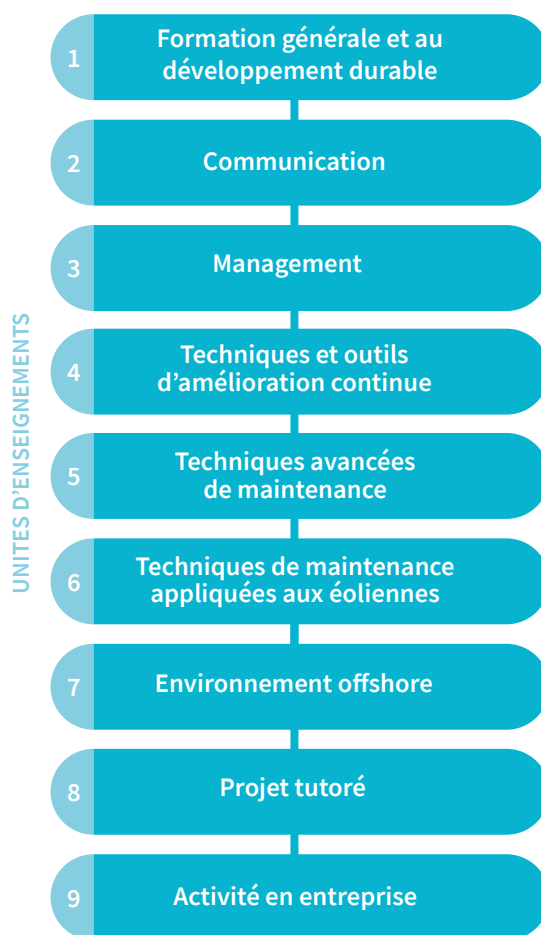 UNITES D'ENSEIGNEMENTS
1
Formation générale et au
développement durable
2
Communication
3
Management
4
Techniques et outils
d’amélioration continue
5
Techniques avancées
de maintenance
6
Techniques de maintenance
appliquées aux éoliennes
7
Environnement offshore
8
Projet tutoré
9
Activité en entreprise